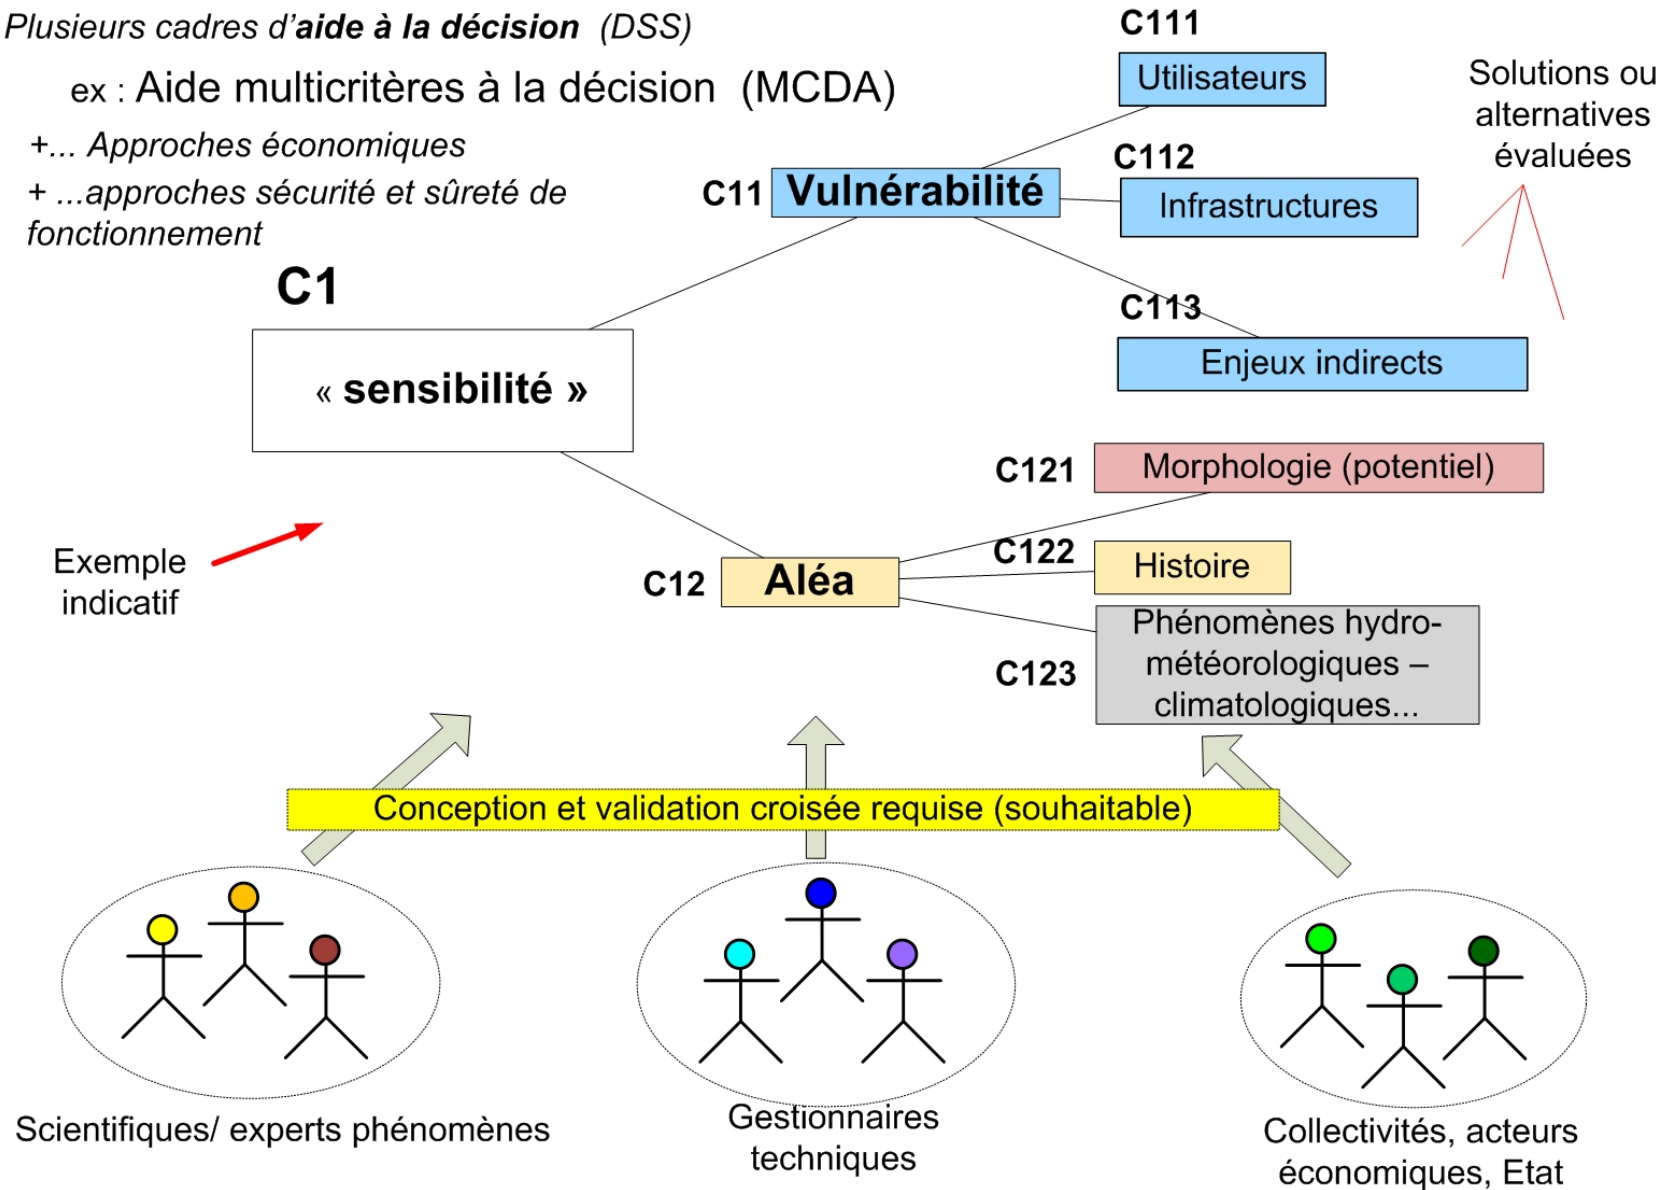 Plusieurs cadres d’aide à la décision (DSS)
ex : Aide multicritères à la décision (MCDA)
+... Approches économiques
+ ...approches sécurité et sûreté de
fonctionnement
C111
Utilisateurs
Solutions ou
alternatives
évaluées
C112
Infrastructures
C11
Vulnérabilité
C1
« sensibilité »
C113
Enjeux indirects
C121
Morphologie (potentiel)
Exemple
indicatif
C12
Aléa
C122
Histoire
C123
Phénomènes hydro-
météorologiques –
climatologiques...
Conception et validation croisée requise (souhaitable)
Scientifiques/ experts phénomènes
Gestionnaires
techniques
Collectivités, acteurs
économiques, Etat